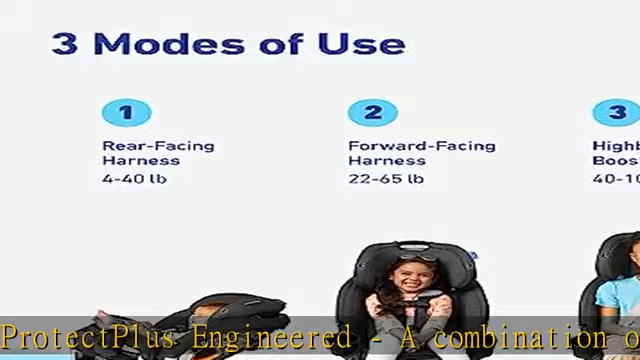 3 Modes of Use
1
Rear-Facing
Harness
4-40 lb
2
Forward-Facing
Harness
22-65 lb
3
ProtectPlus Engineered - A combination